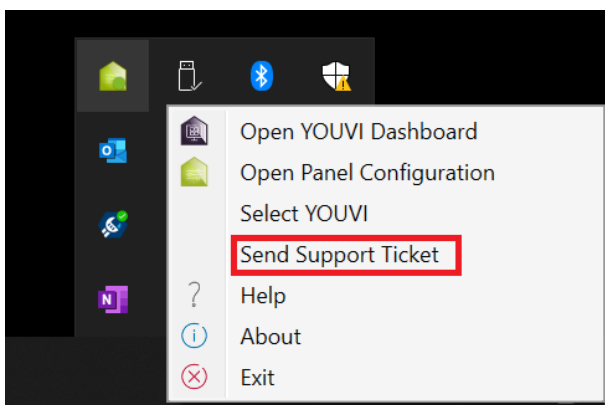 Open YOUVI Dashboard
Open Panel Configuration
Select YOUVI
Send Support Ticket
? Help
i About
Exit
N